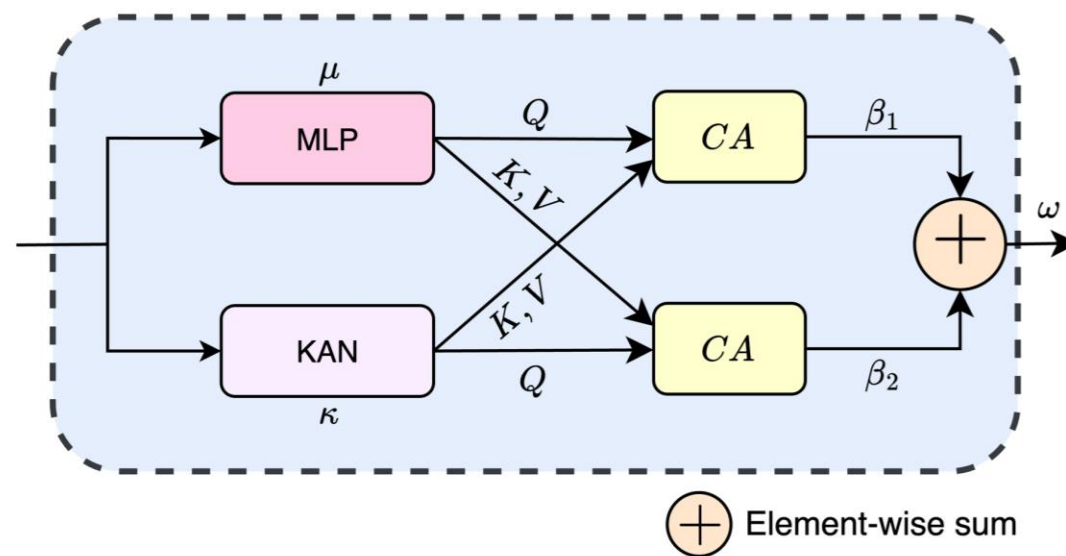 μ
MLP
Q
CA
β₁
K, V
ω
K, V
KAN
Q
CA
β₂
κ
Element-wise sum